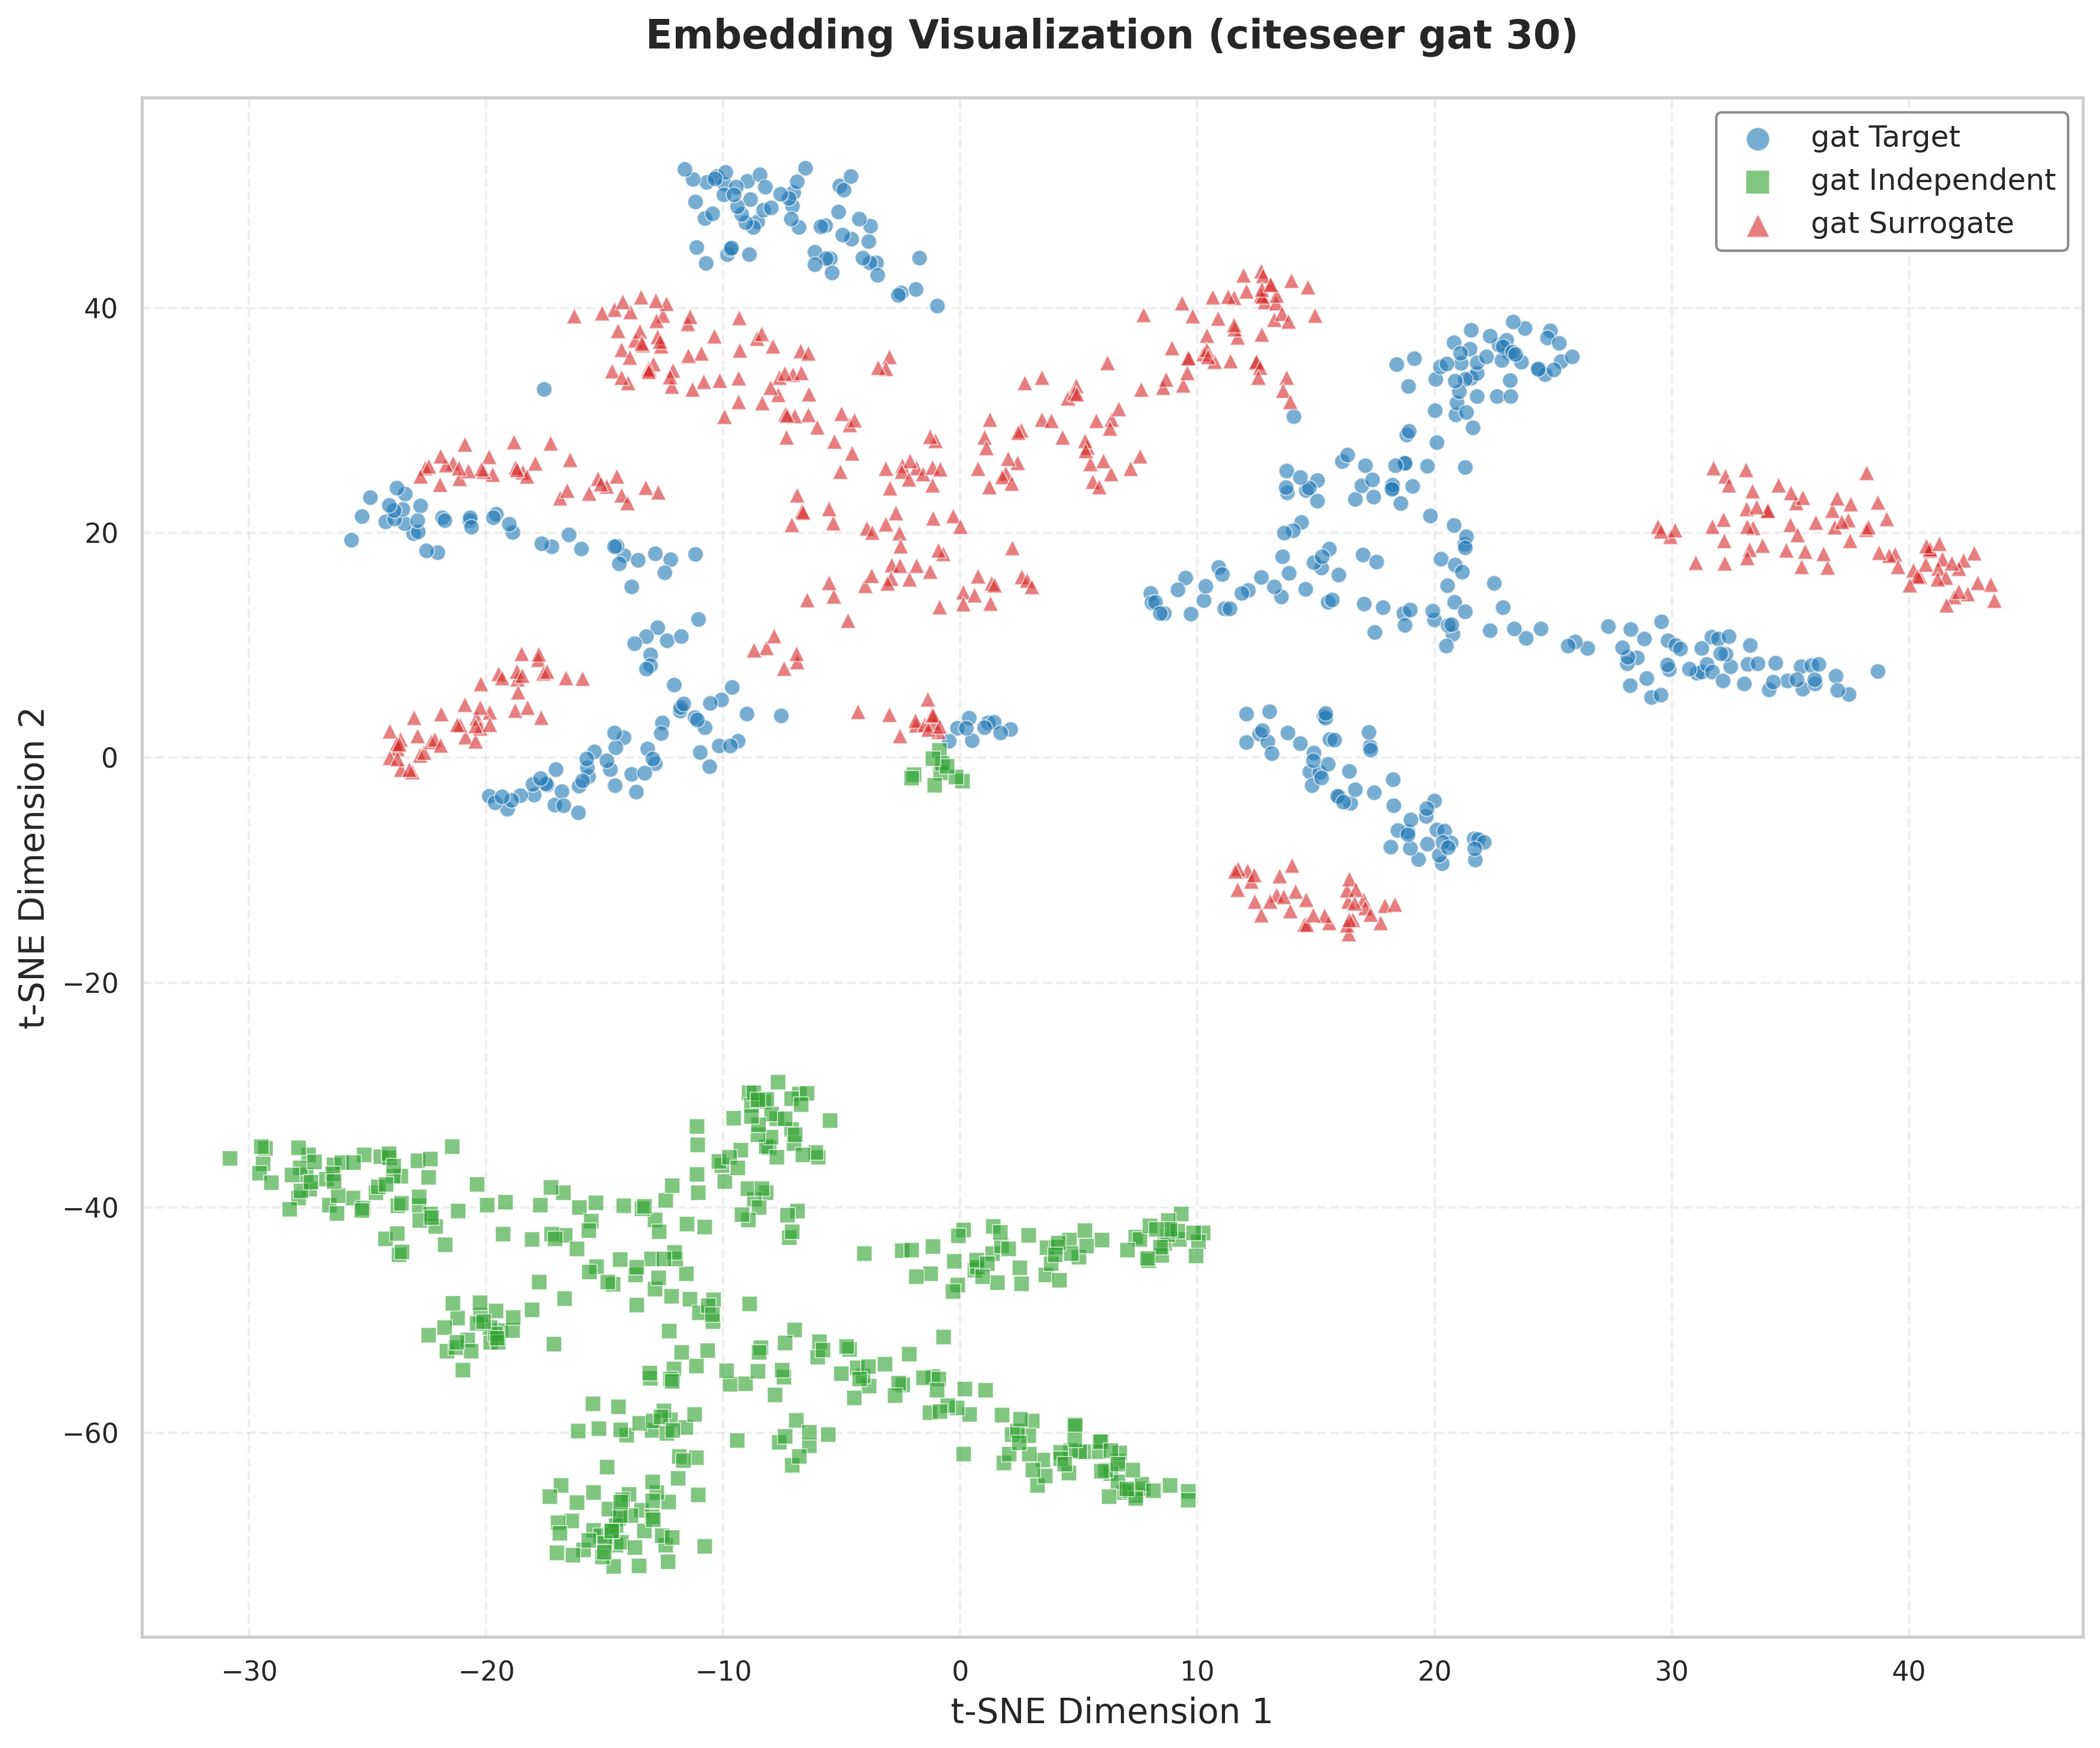 Embedding Visualization (citeseer gat 30)
gat Target
gat Independent
gat Surrogate
t-SNE Dimension 2
40
20
0
−20
−40
−60
−30
−20
−10
0
10
20
30
40
t-SNE Dimension 1